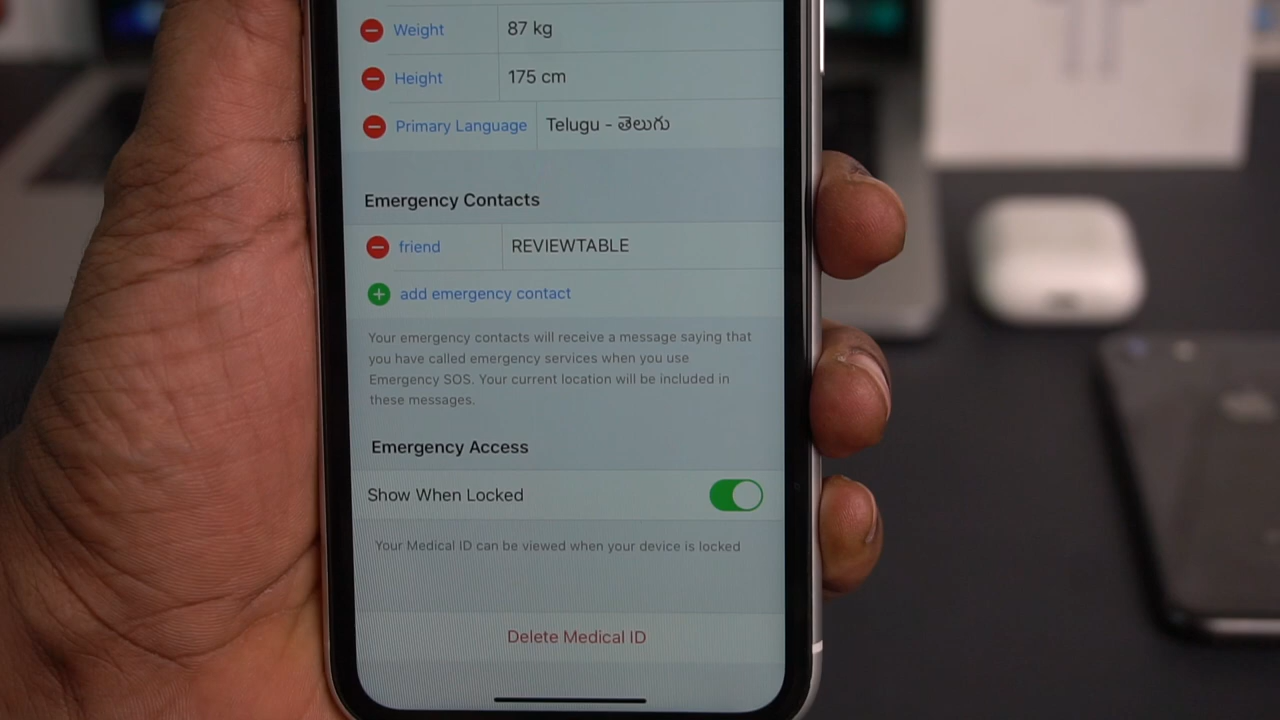 Weight 87 kg
Height 175 cm
Primary Language Telugu - తెలుగు
Emergency Contacts
friend REVIEWTABLE
add emergency contact
Your emergency contacts will receive a message saying that
you have called emergency services when you use
Emergency SOS. Your current location will be included in
these messages.
Emergency Access
Show When Locked
Your Medical ID can be viewed when your device is locked
Delete Medical ID